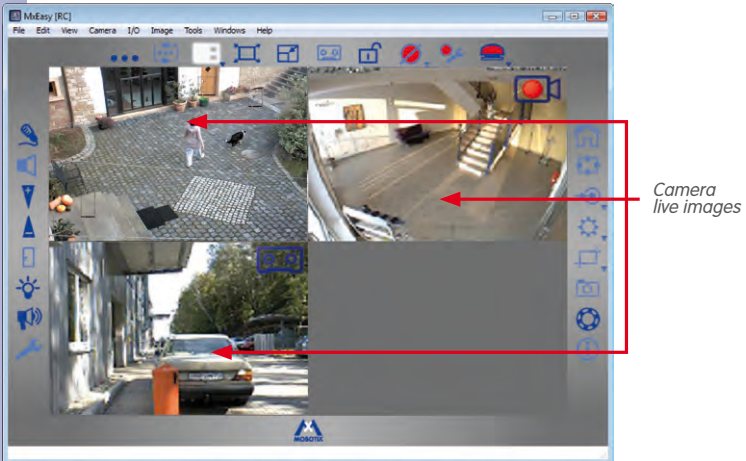 MxEasy [RC]
File Edit View Camera I/O Image Tools Windows Help
Camera
live images
MOBOTIX